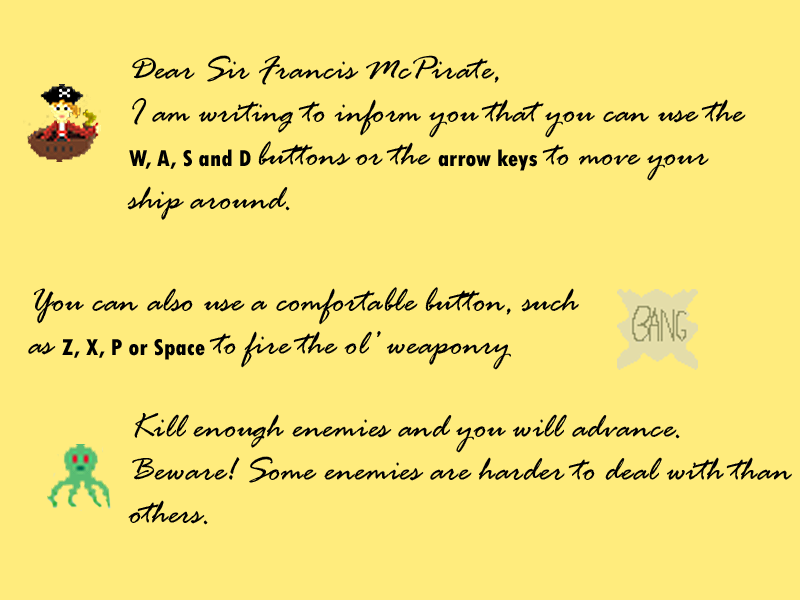 Dear Sir Francis McPirate,
I am writing to inform you that you can use the
W, A, S and D buttons or the arrow keys to move your
ship around.
You can also use a comfortable button, such
as Z, X, P or Space to fire the ol' weaponry
BANG
Kill enough enemies and you will advance.
Beware! Some enemies are harder to deal with than
others.